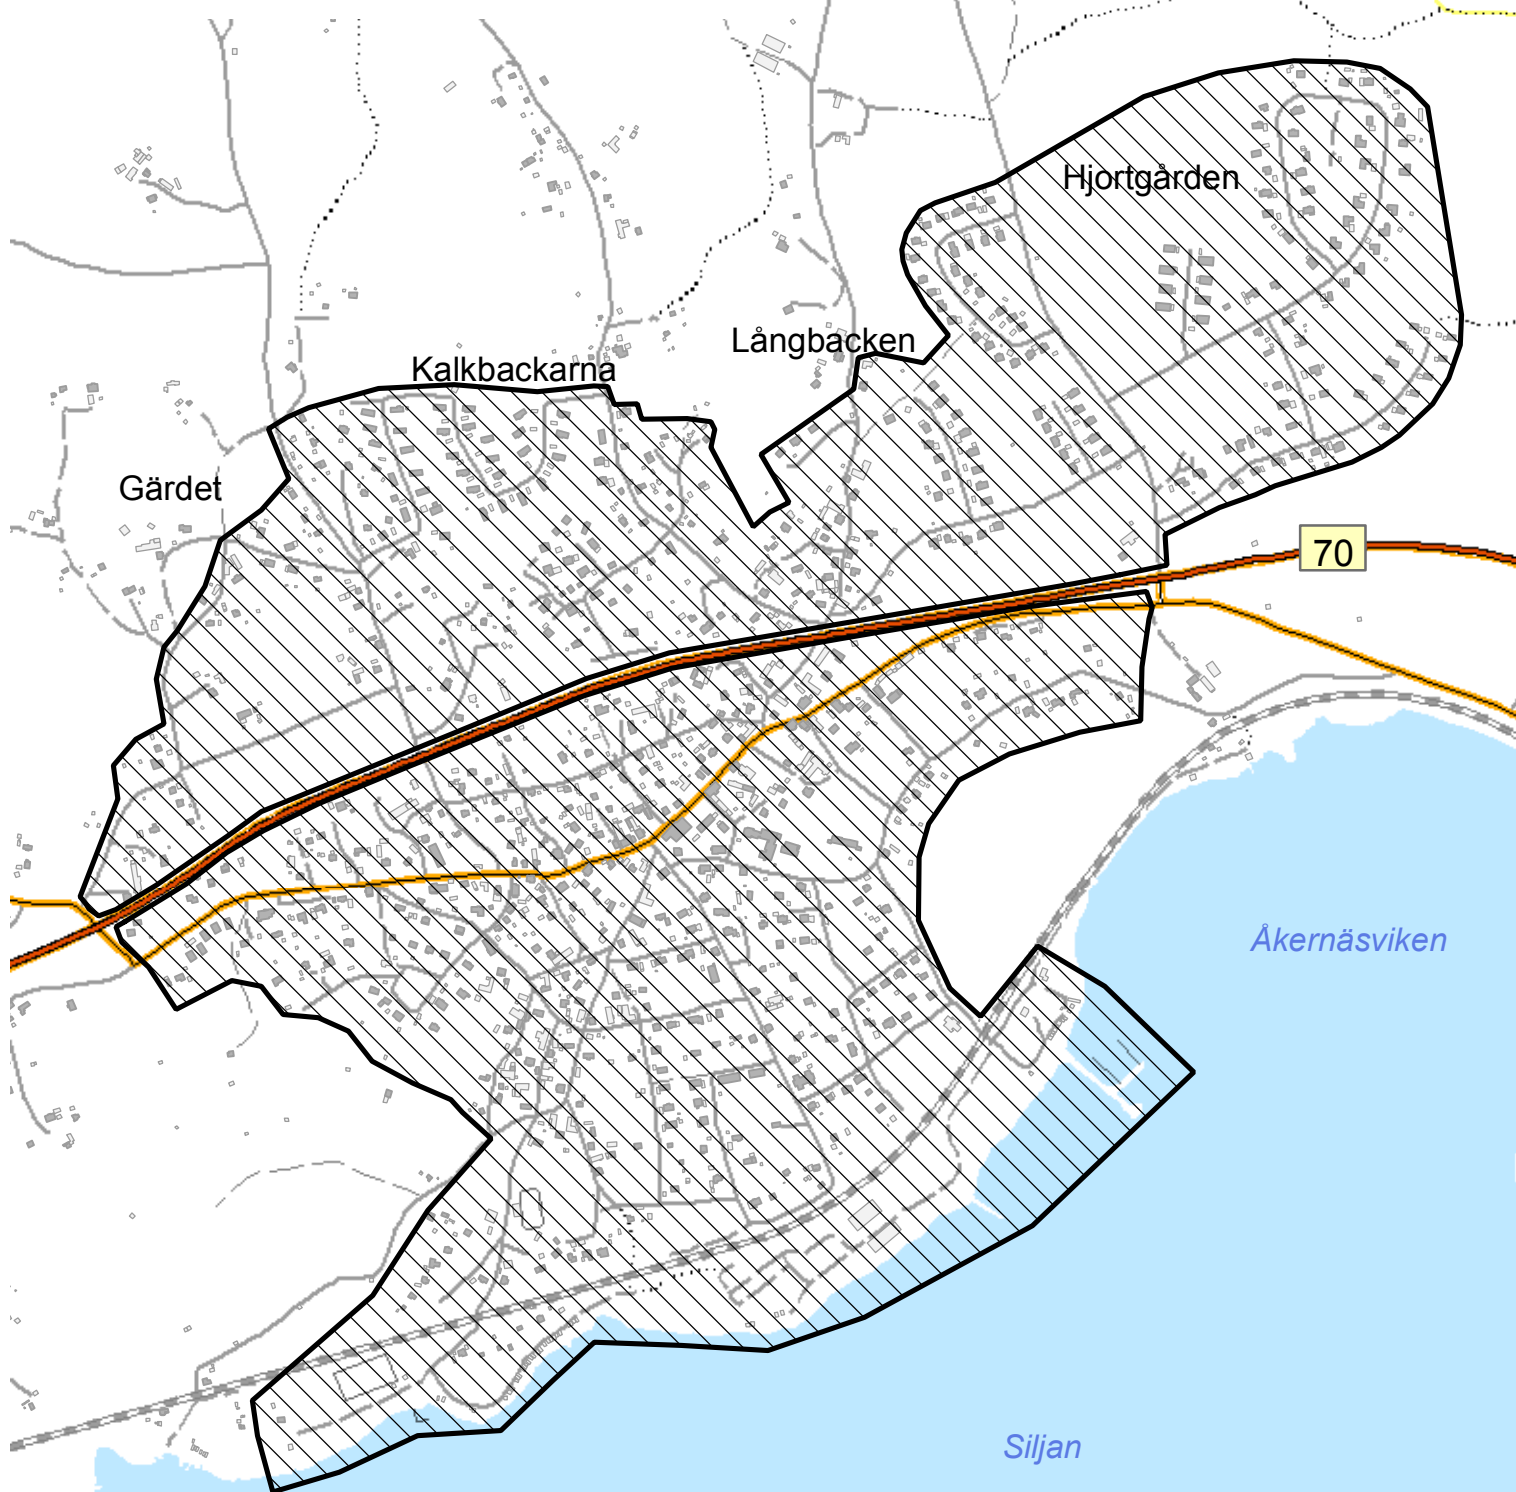 Hjortgården
Långbacken
Kalkbackarna
Gärdet
70
Åkernäsviken
Siljan